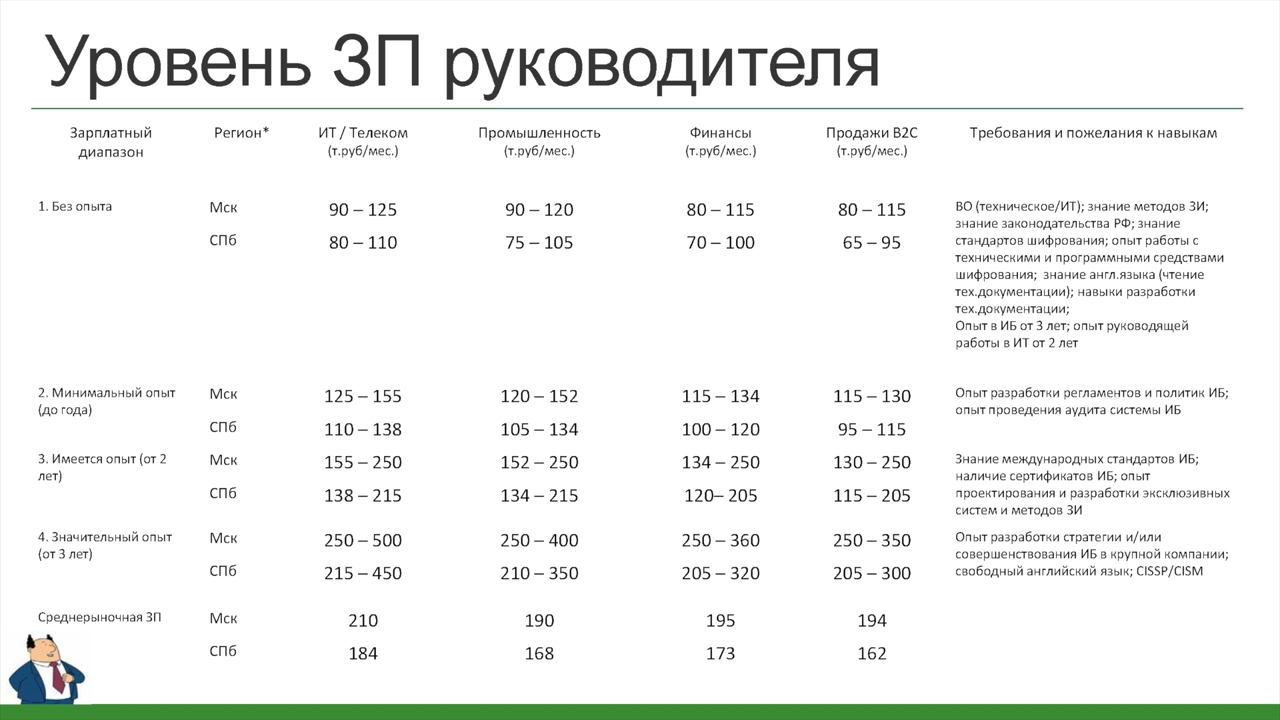 Уровень ЗП руководителя
Зарплатный диапазон Регион* ИТ / Телеком (т.руб/мес.) Промышленность (т.руб/мес.) Финансы (т.руб/мес.) Продажи B2C (т.руб/мес.) Требования и пожелания к навыкам
1. Без опыта Мск 90 – 125 90 – 120 80 – 115 80 – 115 ВО (техническое/ИТ); знание методов ЗИ;
знание законодательства РФ; знание
СПб 80 – 110 75 – 105 70 – 100 65 – 95 стандартов шифрования; опыт работы с
техническими и программными средствами
шифрования;  знание англ.языка (чтение
тех.документации); навыки разработки
тех.документации;
Опыт в ИБ от 3 лет; опыт руководящей
работы в ИТ от 2 лет
2. Минимальный опыт Мск 125 – 155 120 – 152 115 – 134 115 – 130 Опыт разработки регламентов и политик ИБ;
(до года) опыт проведения аудита системы ИБ
СПб 110 – 138 105 – 134 100 – 120 95 – 115
3. Имеется опыт (от 2 Мск 155 – 250 152 – 250 134 – 250 130 – 250 Знание международных стандартов ИБ;
лет) наличие сертификатов ИБ; опыт
СПб 138 – 215 134 – 215 120– 205 115 – 205 проектирования и разработки эксклюзивных
систем и методов ЗИ
4. Значительный опыт Мск 250 – 500 250 – 400 250 – 360 250 – 350 Опыт разработки стратегии и/или
(от 3 лет) совершенствования ИБ в крупной компании;
СПб 215 – 450 210 – 350 205 – 320 205 – 300 свободный английский язык; CISSP/CISM
Среднерыночная ЗП Мск 210 190 195 194
СПб 184 168 173 162